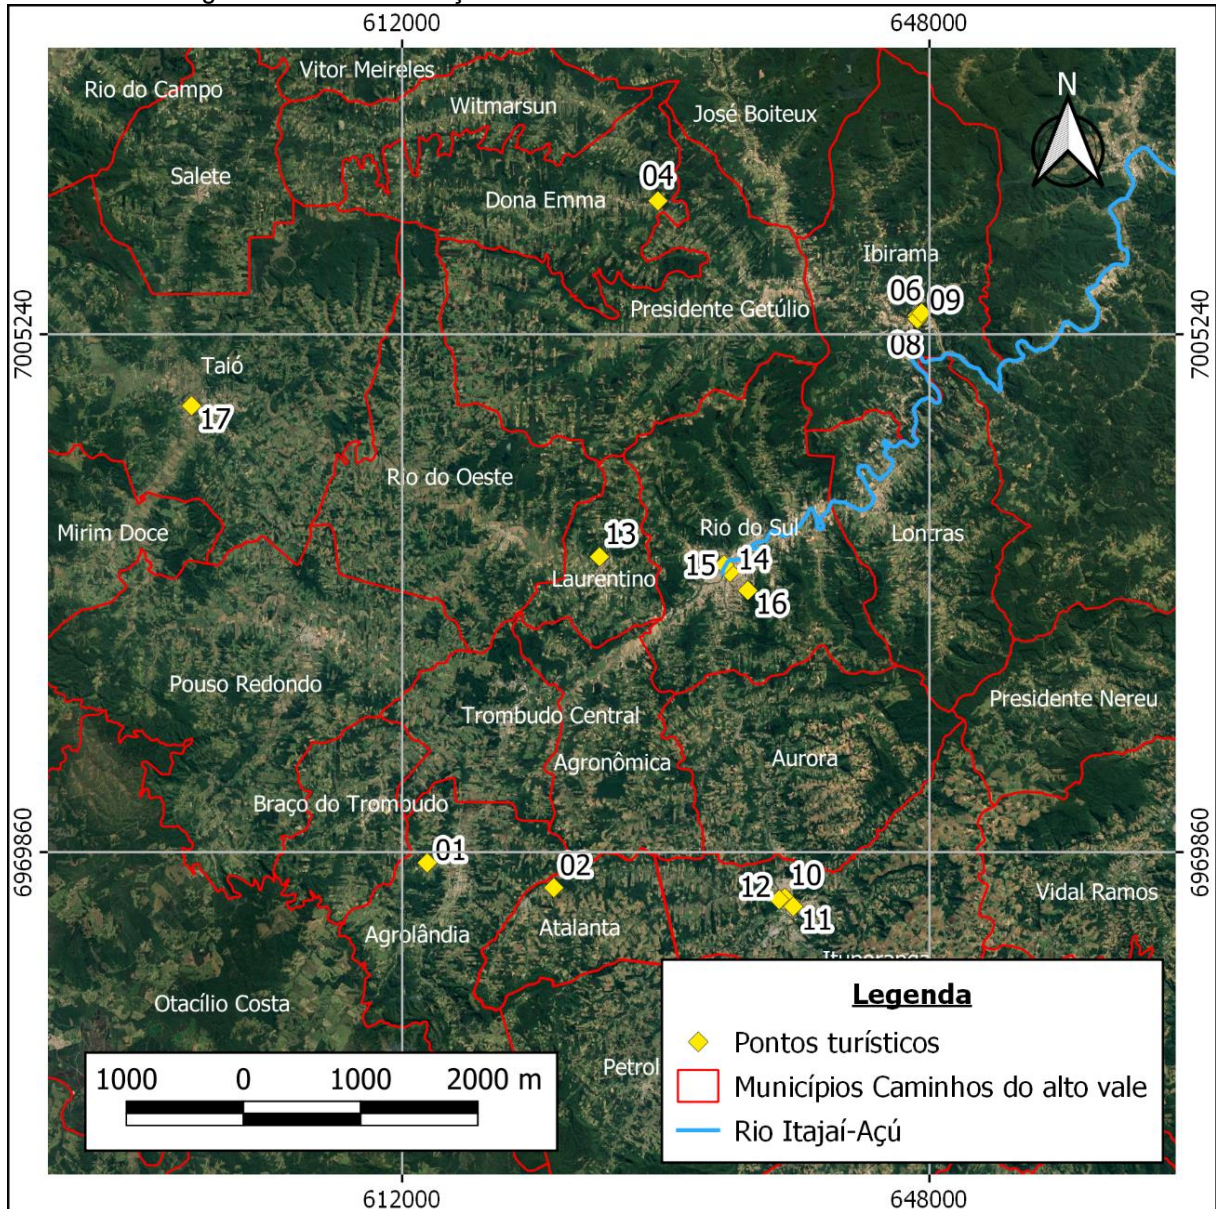 612000
648000
N
Vitor Meireles
Rio do Campo
Witmarsun
José Boiteux
Salete
04
Dona Emma
Ibirama
06
09
Presidente Getúlio
7005240
7005240
08
Taió
17
Rio do Oeste
Mirim Doce
13
Rio do Sul
Lontras
15
14
Laurentino
16
Pouso Redondo
Presidente Nereu
Trombudo Central
Agronômica
Aurora
Braço do Trombudo
6969860
6969860
01
02
12
10
11
Vidal Ramos
Agrolândia
Atalanta
Otacílio Costa
Petrol
Legenda
Pontos turísticos
Municípios Caminhos do alto vale
Rio Itajaí-Açú
1000 0 1000 2000 m
612000
648000